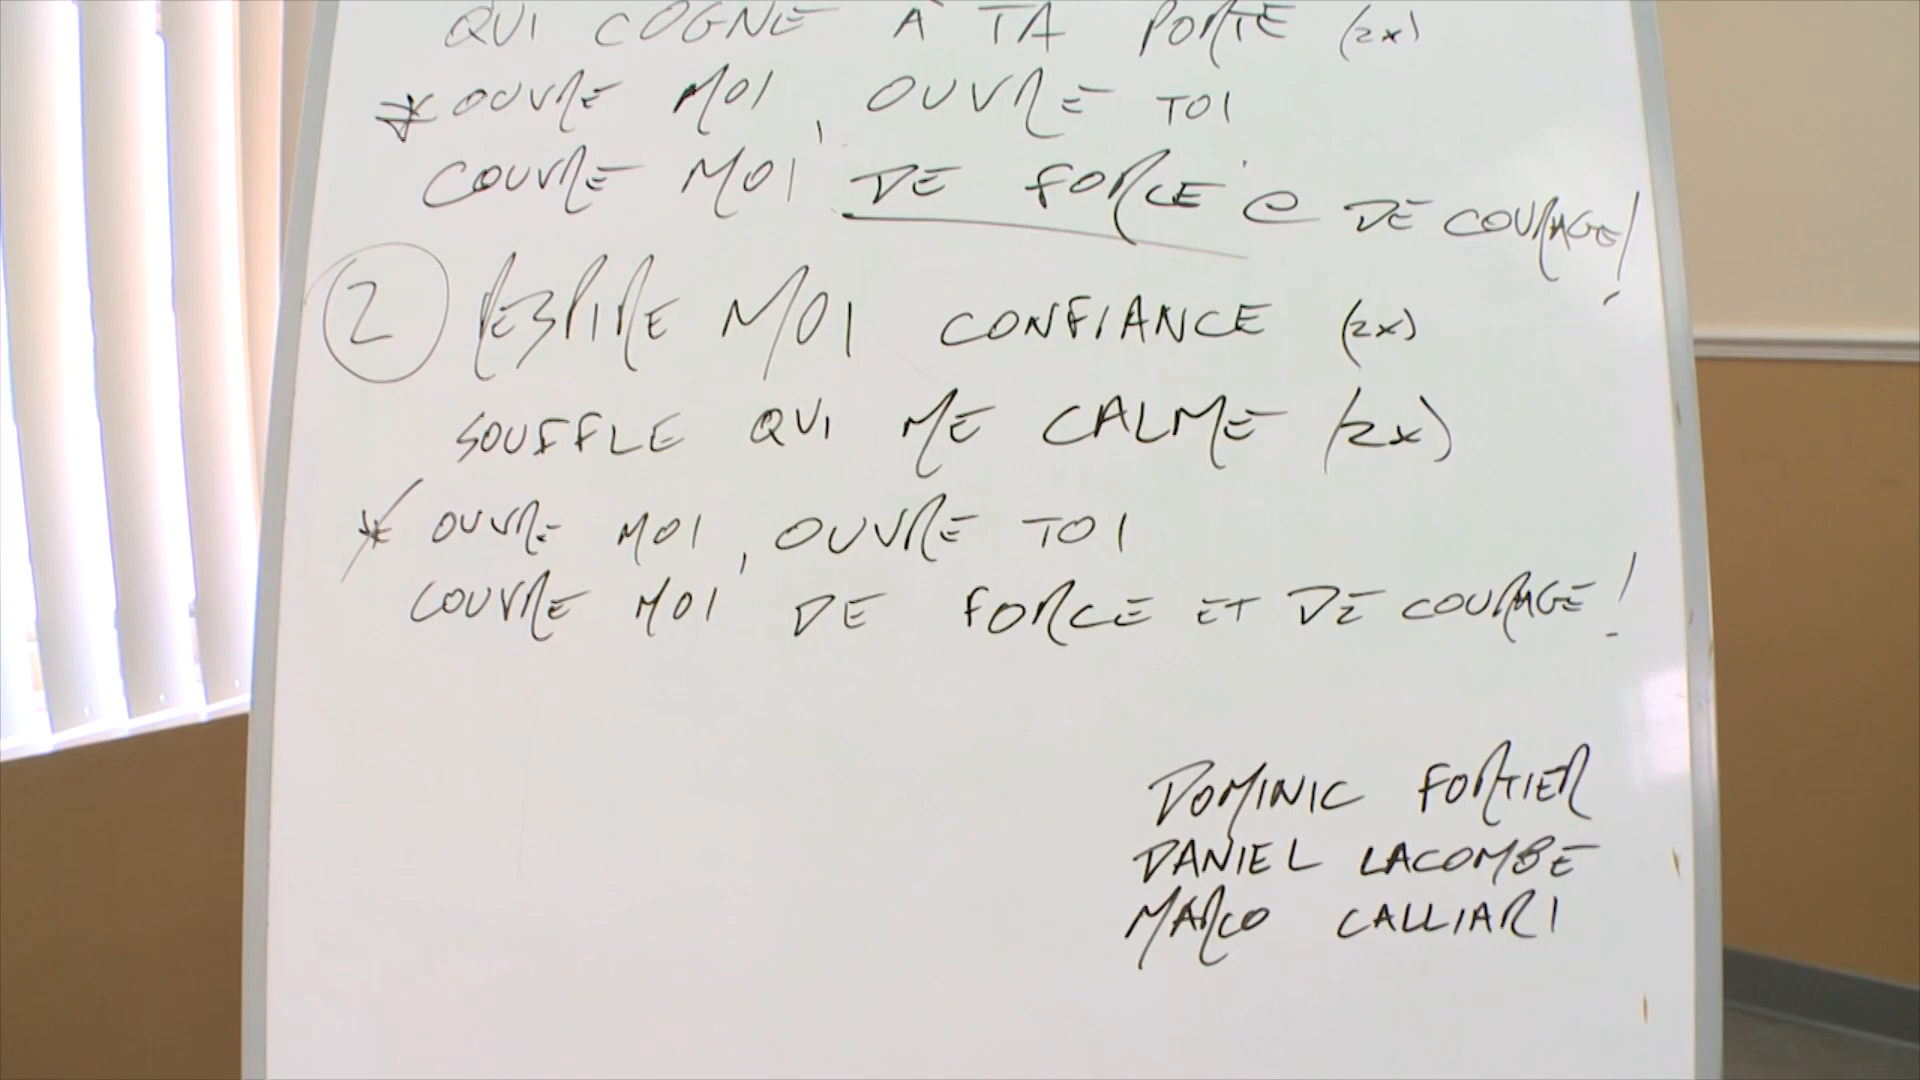 QUI COGNE À TA PORTE (2x)
* OUVRE MOI, OUVRE TOI
COUVRE MOI DE FORCE e DE COURAGE!
2 RESPIRE MOI CONFIANCE (2x)
SOUFFLE QUI ME CALME (2x)
* OUVRE MOI, OUVRE TOI
COUVRE MOI DE FORCE ET DE COURAGE!
DOMINIC FORTIER
DANIEL LACOMBE
MARCO CALLIARI